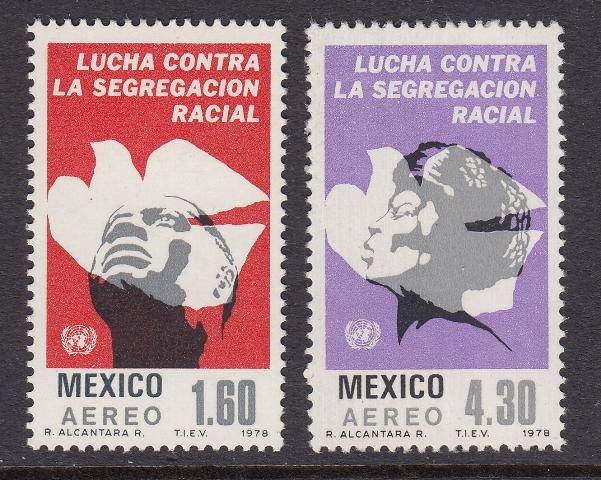 LUCHA CONTRA
LA SEGREGACION
RACIAL
MEXICO
AEREO
1.60
R. ALCANTARA R. T.I.E.V. 1978
LUCHA CONTRA
LA SEGREGACION
RACIAL
MEXICO
AEREO
4.30
R. ALCANTARA R. T.I.E.V. 1978